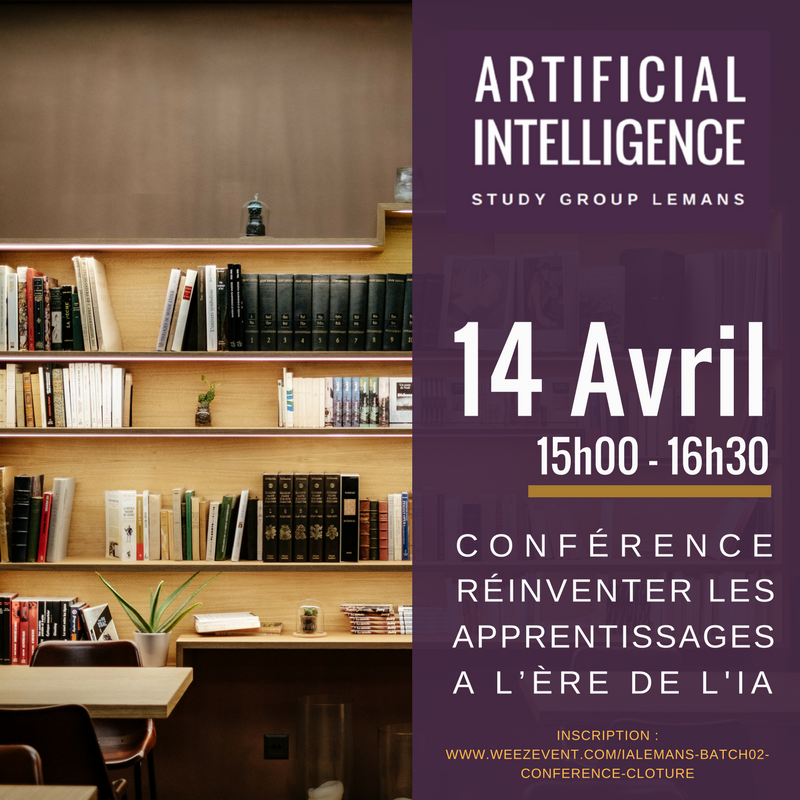 ARTIFICIAL
INTELLIGENCE
STUDY GROUP LEMANS
14 Avril
15h00 - 16h30
CONFÉRENCE
RÉINVENTER LES
APPRENTISSAGES
A L’ÈRE DE L'IA
INSCRIPTION :
WWW.WEEZEVENT.COM/IALEMANS-BATCH02-
CONFERENCE-CLOTURE